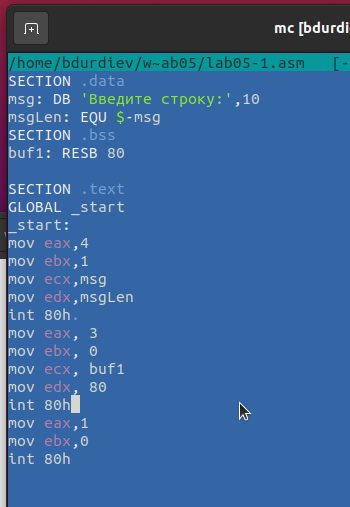 mc [bdurdi
/home/bdurdiev/w~ab05/lab05-1.asm [-
SECTION .data
msg: DB 'Введите строку:',10
msgLen: EQU $-msg
SECTION .bss
buf1: RESB 80
SECTION .text
GLOBAL _start
_start:
mov eax,4
mov ebx,1
mov ecx,msg
mov edx,msgLen
int 80h.
mov eax, 3
mov ebx, 0
mov ecx, buf1
mov edx, 80
int 80h
mov eax,1
mov ebx,0
int 80h